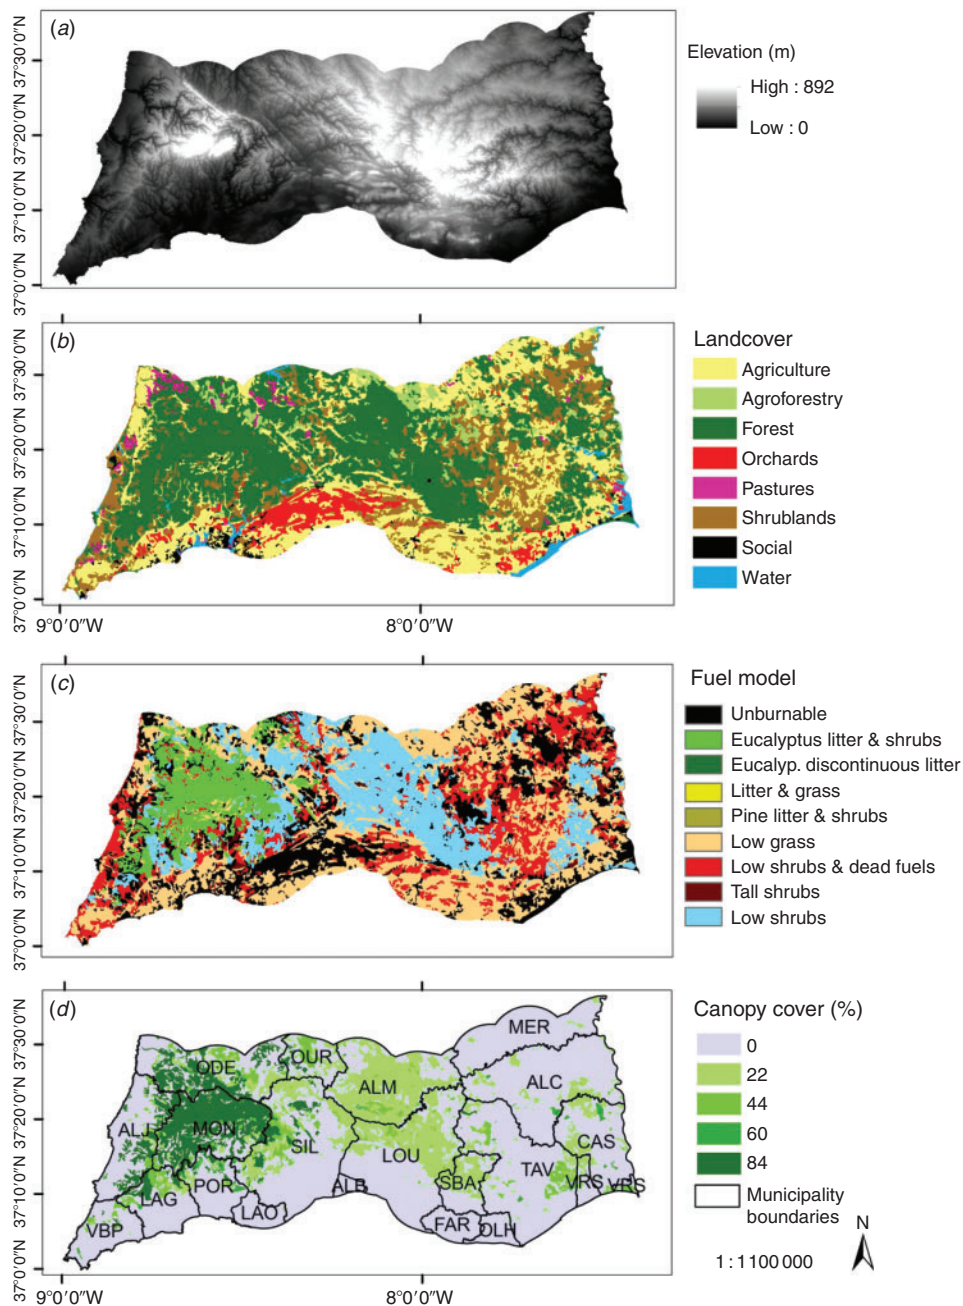 (a)
37°30′0″N
37°20′0″N
37°10′0″N
37°0′0″N
Elevation (m)
High : 892
Low : 0
(b)
37°30′0″N
37°20′0″N
37°10′0″N
37°0′0″N
9°0′0″W
8°0′0″W
Landcover
Agriculture
Agroforestry
Forest
Orchards
Pastures
Shrublands
Social
Water
(c)
37°30′0″N
37°20′0″N
37°10′0″N
37°0′0″N
Fuel model
Unburnable
Eucalyptus litter & shrubs
Eucalyp. discontinuous litter
Litter & grass
Pine litter & shrubs
Low grass
Low shrubs & dead fuels
Tall shrubs
Low shrubs
(d)
37°30′0″N
37°20′0″N
37°10′0″N
37°0′0″N
MER
ODE
OUR
ALM
ALC
ALJ
MON
SIL
LOU
CAS
TAV
LAG
POR
ALB
SBA
VRS
VRS
VBP
LAO
FAR
OLH
9°0′0″W
8°0′0″W
Canopy cover (%)
0
22
44
60
84
Municipality
boundaries
N
1 : 1 100 000